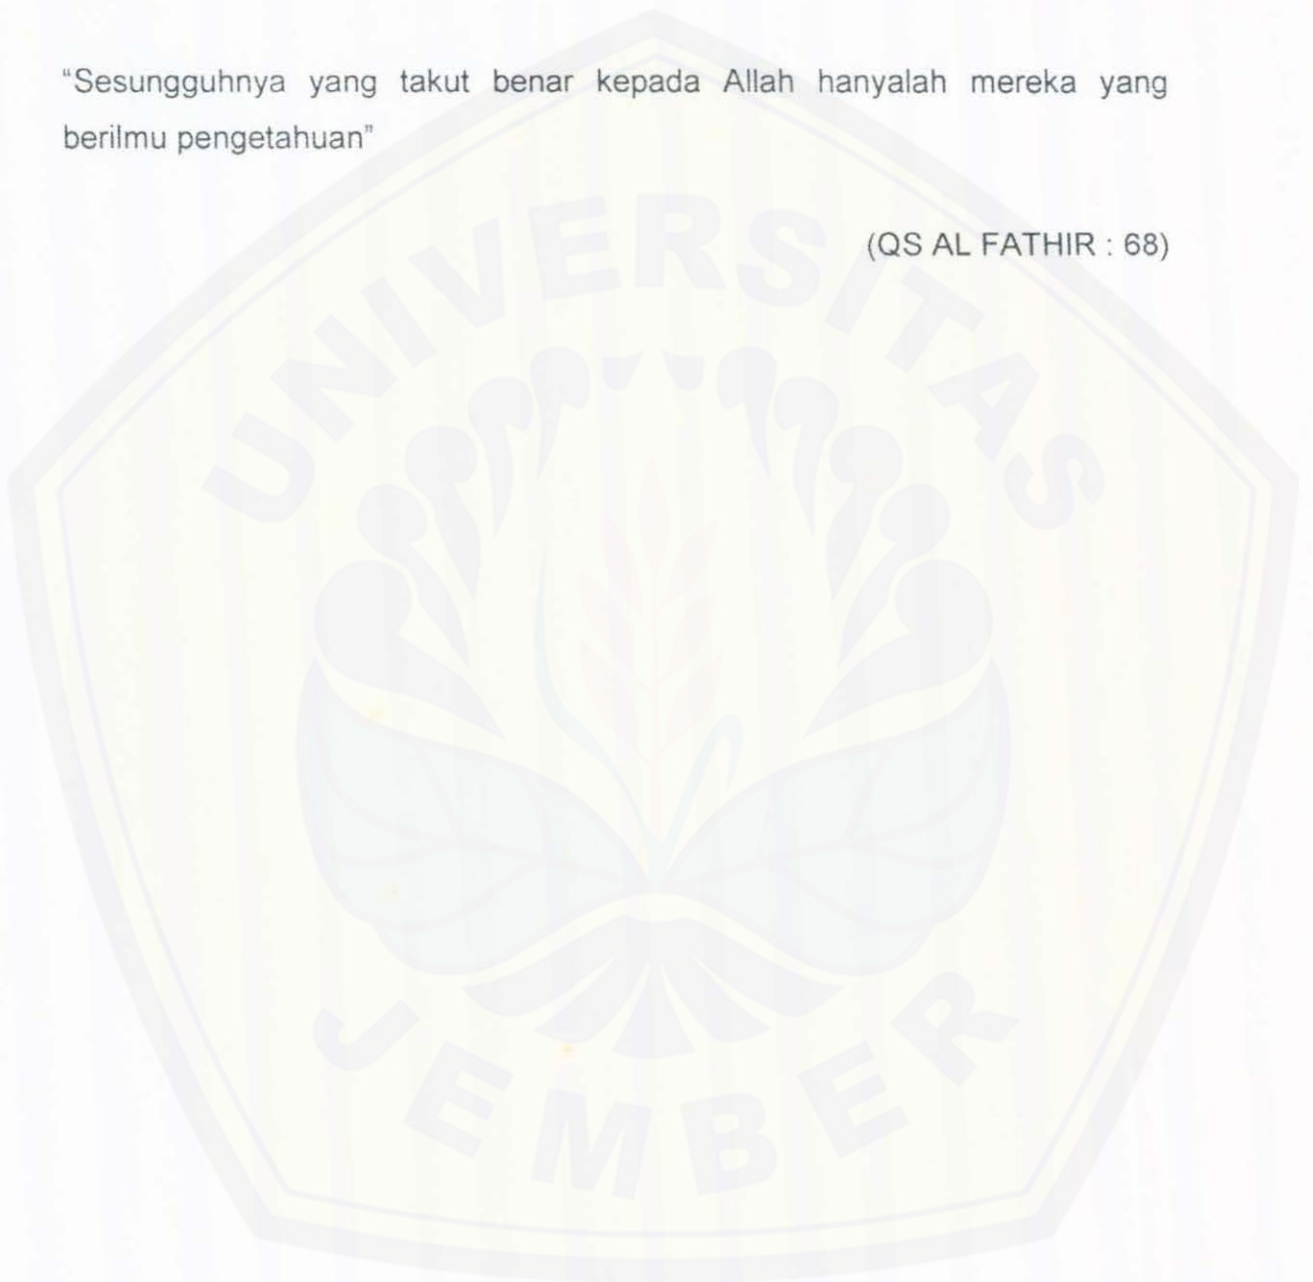 “Sesungguhnya yang takut benar kepada Allah hanyalah mereka yang
berilmu pengetahuan”
(QS AL FATHIR : 68)
UNIVERSITAS
JEMBER